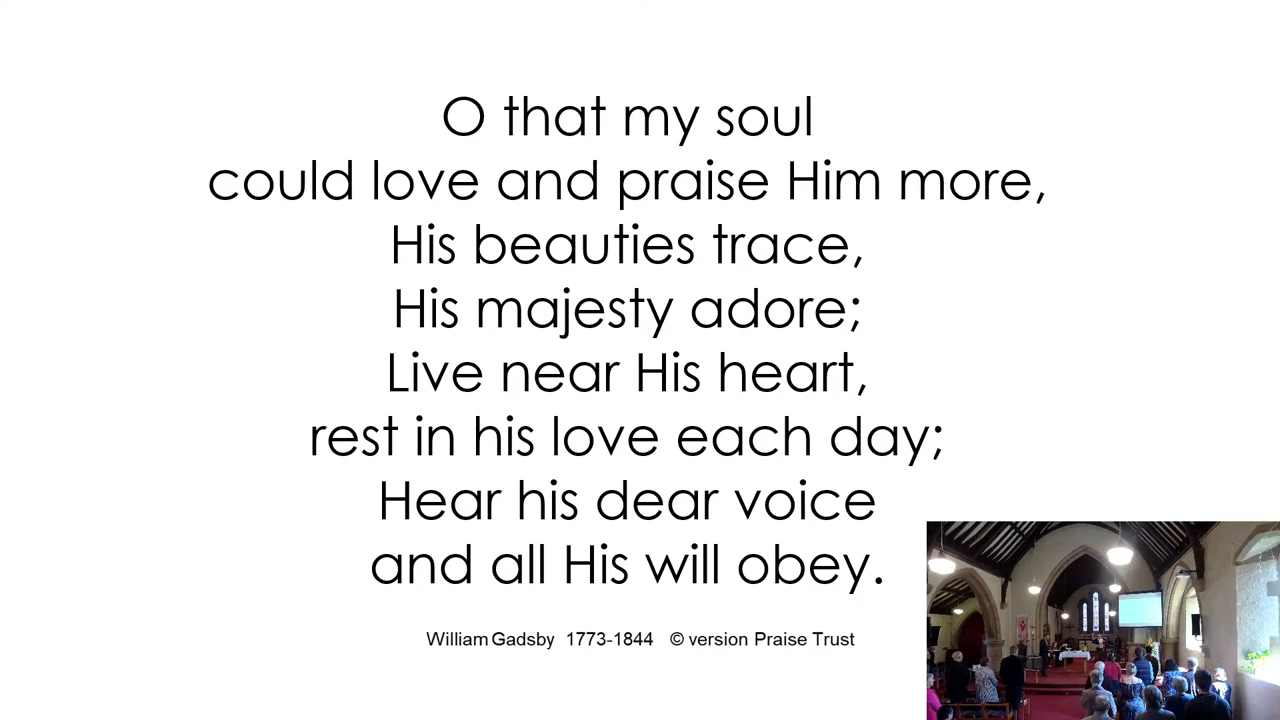 O that my soul
could love and praise Him more,
His beauties trace,
His majesty adore;
Live near His heart,
rest in his love each day;
Hear his dear voice
and all His will obey.
William Gadsby 1773-1844 © version Praise Trust